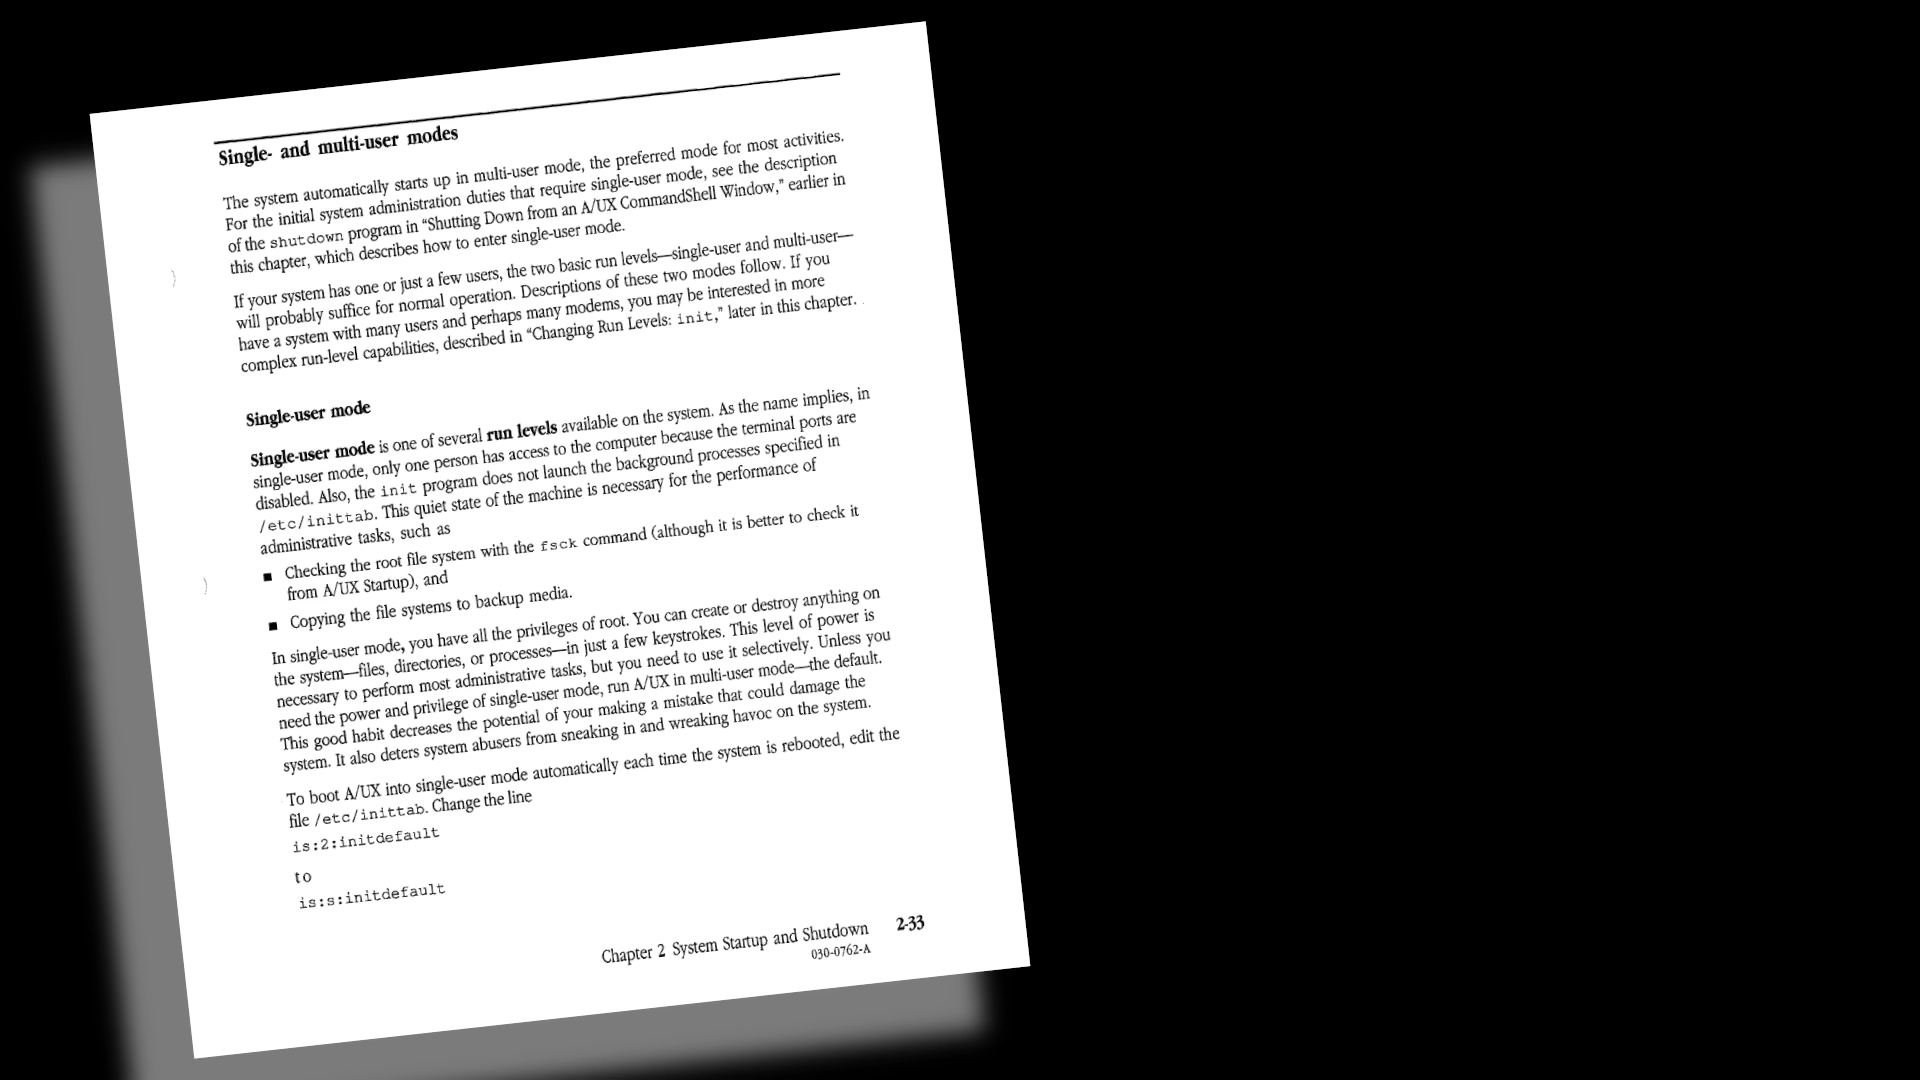 Single- and multi-user modes
The system automatically starts up in multi-user mode, the preferred mode for most activities.
For the initial system administration duties that require single-user mode, see the description
of the shutdown program in “Shutting Down from an A/UX CommandShell Window,” earlier in
this chapter, which describes how to enter single-user mode.
If your system has one or just a few users, the two basic run levels—single-user and multi-user—
will probably suffice for normal operation. Descriptions of these two modes follow. If you
have a system with many users and perhaps many modems, you may be interested in more
complex run-level capabilities, described in “Changing Run Levels: init,” later in this chapter.
Single-user mode
Single-user mode is one of several run levels available on the system. As the name implies, in
single-user mode, only one person has access to the computer because the terminal ports are
disabled. Also, the init program does not launch the background processes specified in
/etc/inittab. This quiet state of the machine is necessary for the performance of
administrative tasks, such as
■ Checking the root file system with the fsck command (although it is better to check it
from A/UX Startup), and
■ Copying the file systems to backup media.
In single-user mode, you have all the privileges of root. You can create or destroy anything on
the system—files, directories, or processes—in just a few keystrokes. This level of power is
necessary to perform most administrative tasks, but you need to use it selectively. Unless you
need the power and privilege of single-user mode, run A/UX in multi-user mode—the default.
This good habit decreases the potential of your making a mistake that could damage the
system. It also deters system abusers from sneaking in and wreaking havoc on the system.
To boot A/UX into single-user mode automatically each time the system is rebooted, edit the
file /etc/inittab. Change the line
is:2:initdefault
to
is:s:initdefault
Chapter 2 System Startup and Shutdown 2-33
030-0762-A